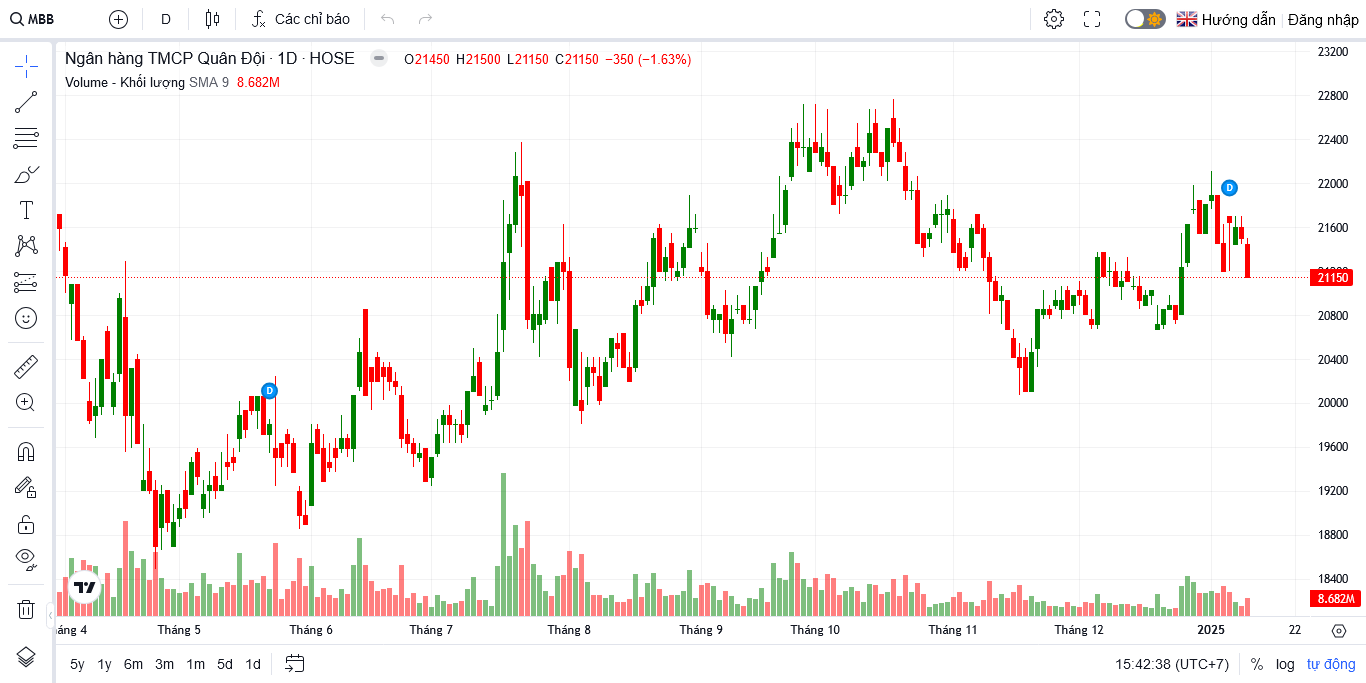 MBB D Các chỉ báo Hướng dẫn Đăng nhập
Ngân hàng TMCP Quân Đội · 1D · HOSE O21450 H21500 L21150 C21150 −350 (−1.63%)
Volume - Khối lượng SMA 9 8.682M
23200
22800
22400
22000
21600
21150
20800
20400
20000
19600
19200
18800
18400
8.682M
D
D
áng 4 Tháng 5 Tháng 6 Tháng 7 Tháng 8 Tháng 9 Tháng 10 Tháng 11 Tháng 12 2025 22
5y 1y 6m 3m 1m 5d 1d 15:42:38 (UTC+7) % log tự động